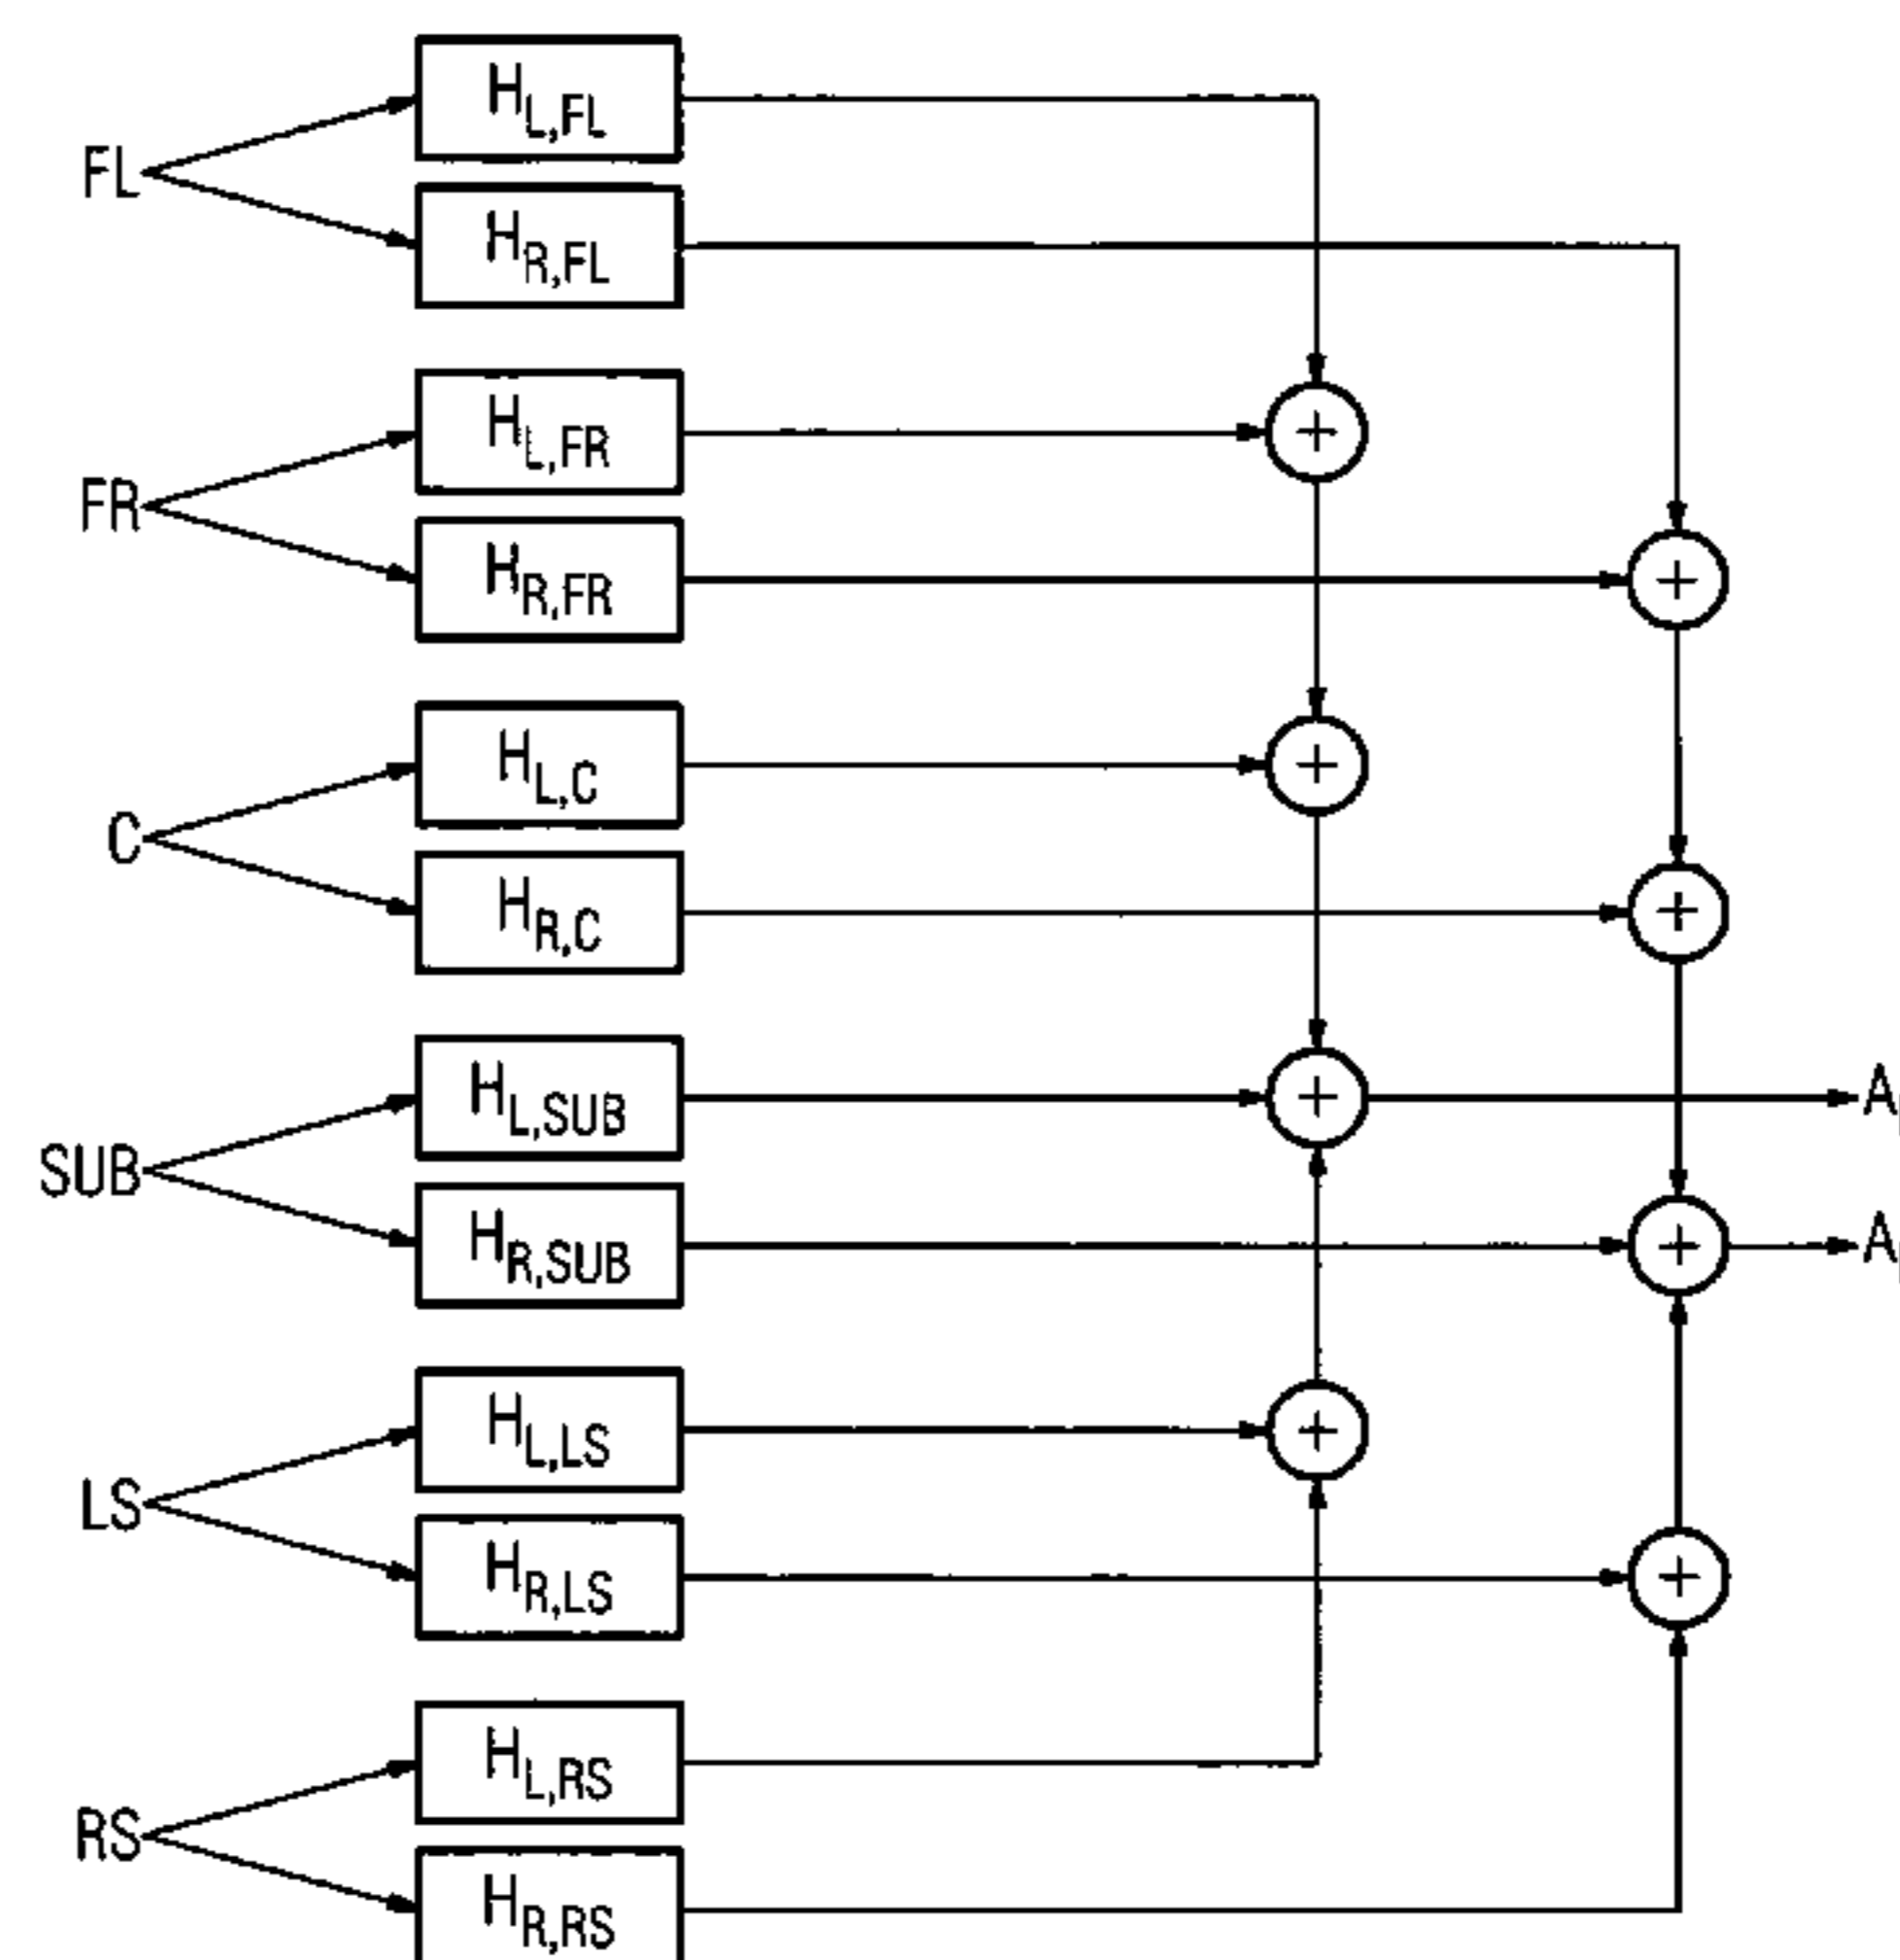 H_L,FL
FL
H_R,FL
H_L,FR
+
FR
H_R,FR
+
H_L,C
+
C
H_R,C
+
H_L,SUB
+
A
SUB
H_R,SUB
+
A
H_L,LS
+
LS
H_R,LS
+
H_L,RS
RS
H_R,RS